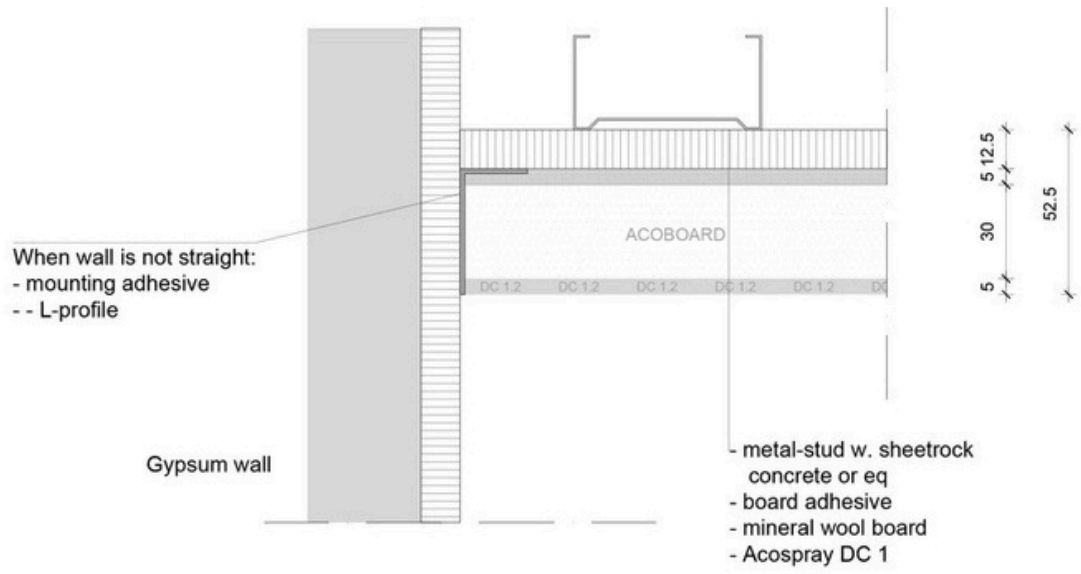 12.5
5
30
5
52.5
ACOBOARD
DC 1.2 DC 1.2 DC 1.2 DC 1.2 DC 1.2 DC
When wall is not straight:
- mounting adhesive
- - L-profile
Gypsum wall
- metal-stud w. sheetrock
concrete or eq
- board adhesive
- mineral wool board
- Acospray DC 1